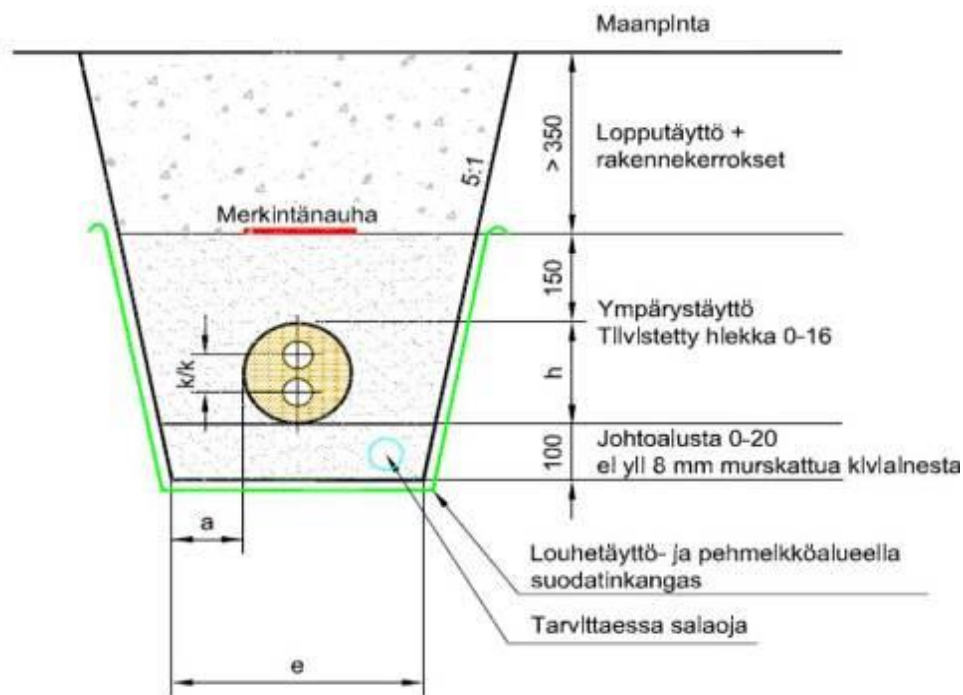 Maanpinta
> 350
Lopputäyttö +
rakennekerrokset
5:1
Merkintänauha
150
Ympärystäyttö
Tiivistetty hiekka 0-16
k/k
h
100
Johtoalusta 0-20
ei yli 8 mm murskattua kiviainesta
a
Louhetäyttö- ja pehmeikköalueella
suodatinkangas
Tarvittaessa salaoja
e